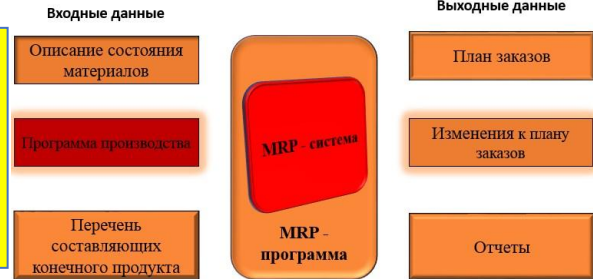 Входные данные
Выходные данные
Описание состояния
материалов
Программа производства
Перечень
составляющих
конечного продукта
MRP - система
MRP -
программа
План заказов
Изменения к плану
заказов
Отчеты